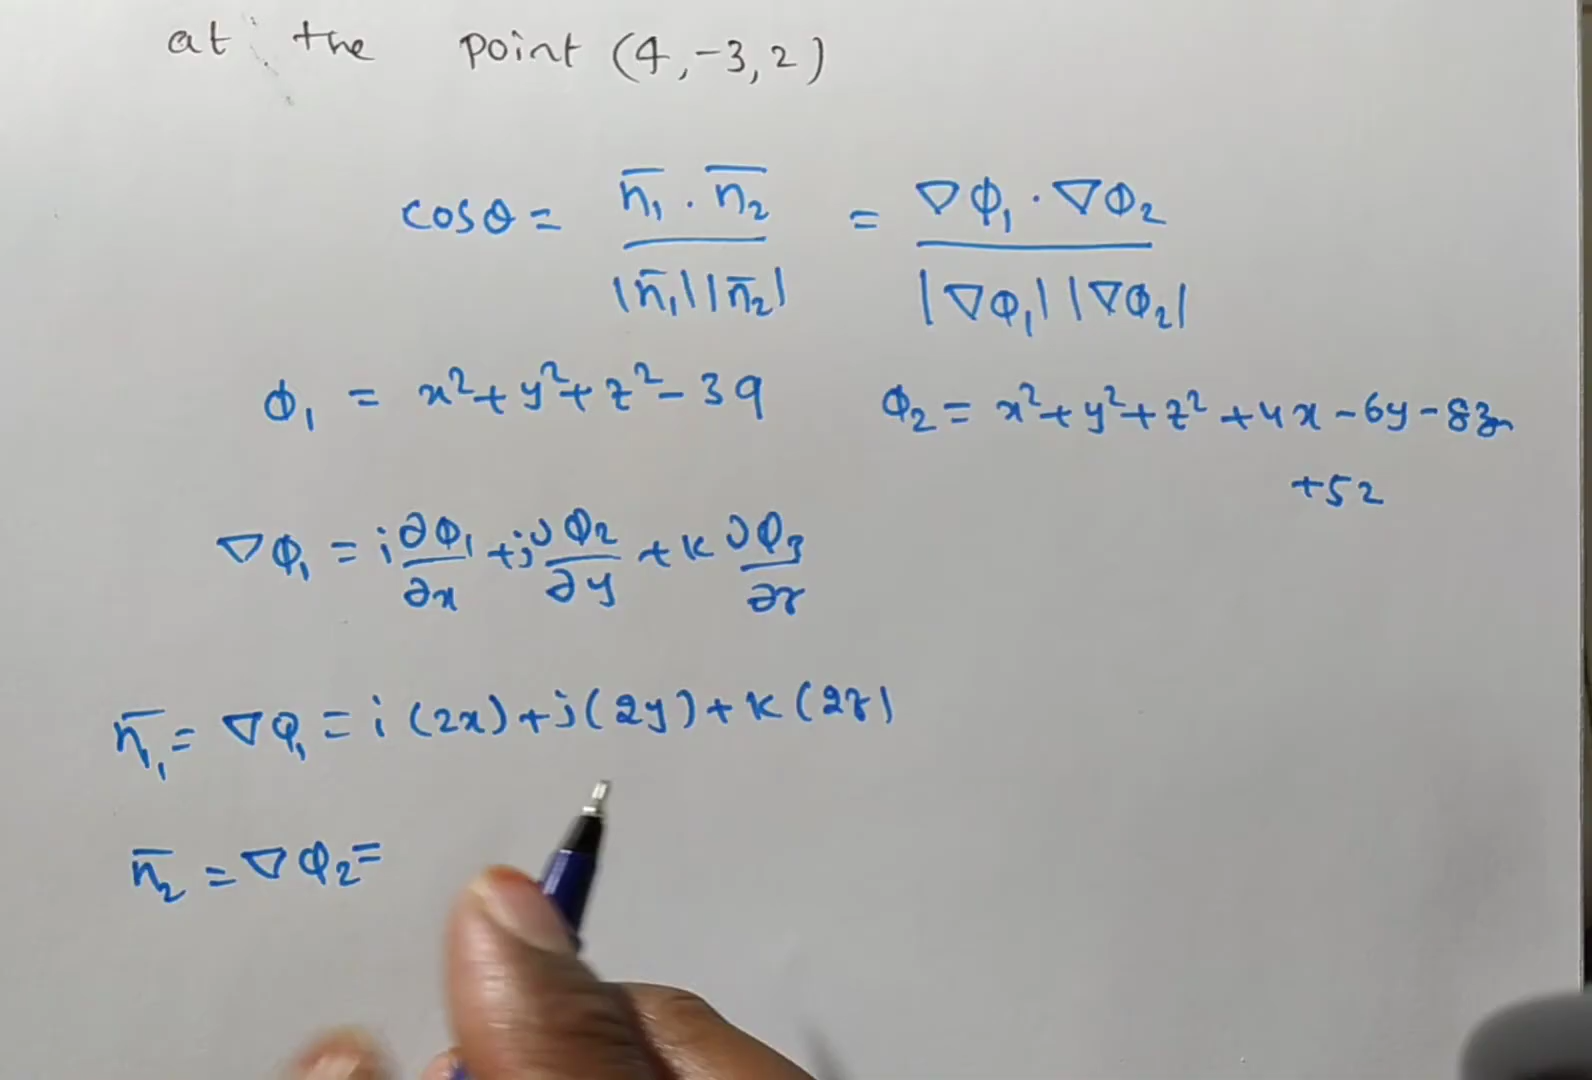 at the point (4,-3,2)
cosθ = n̄₁ . n̄₂ / |n̄₁| |n̄₂| = ∇Φ₁ . ∇Φ₂ / |∇Φ₁| |∇Φ₂|
Φ₁ = x² + y² + z² - 39 Φ₂ = x² + y² + z² + 4x - 6y - 8z
+52
∇Φ₁ = i ∂Φ₁/∂x + j ∂Φ₂/∂y + k ∂Φ₃/∂z
n̄₁ = ∇Φ₁ = i (2x) + j (2y) + k (2z)
n̄₂ = ∇Φ₂ =